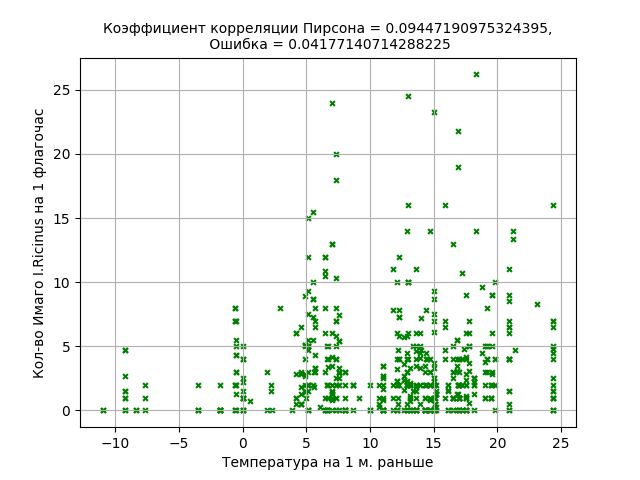 Коэффициент корреляции Пирсона = 0.09447190975324395,
Ошибка = 0.04177140714288225
Кол-во Имаго I.Ricinus на 1 флагочас
25
20
15
10
5
0
−10 −5 0 5 10 15 20 25
Температура на 1 м. раньше